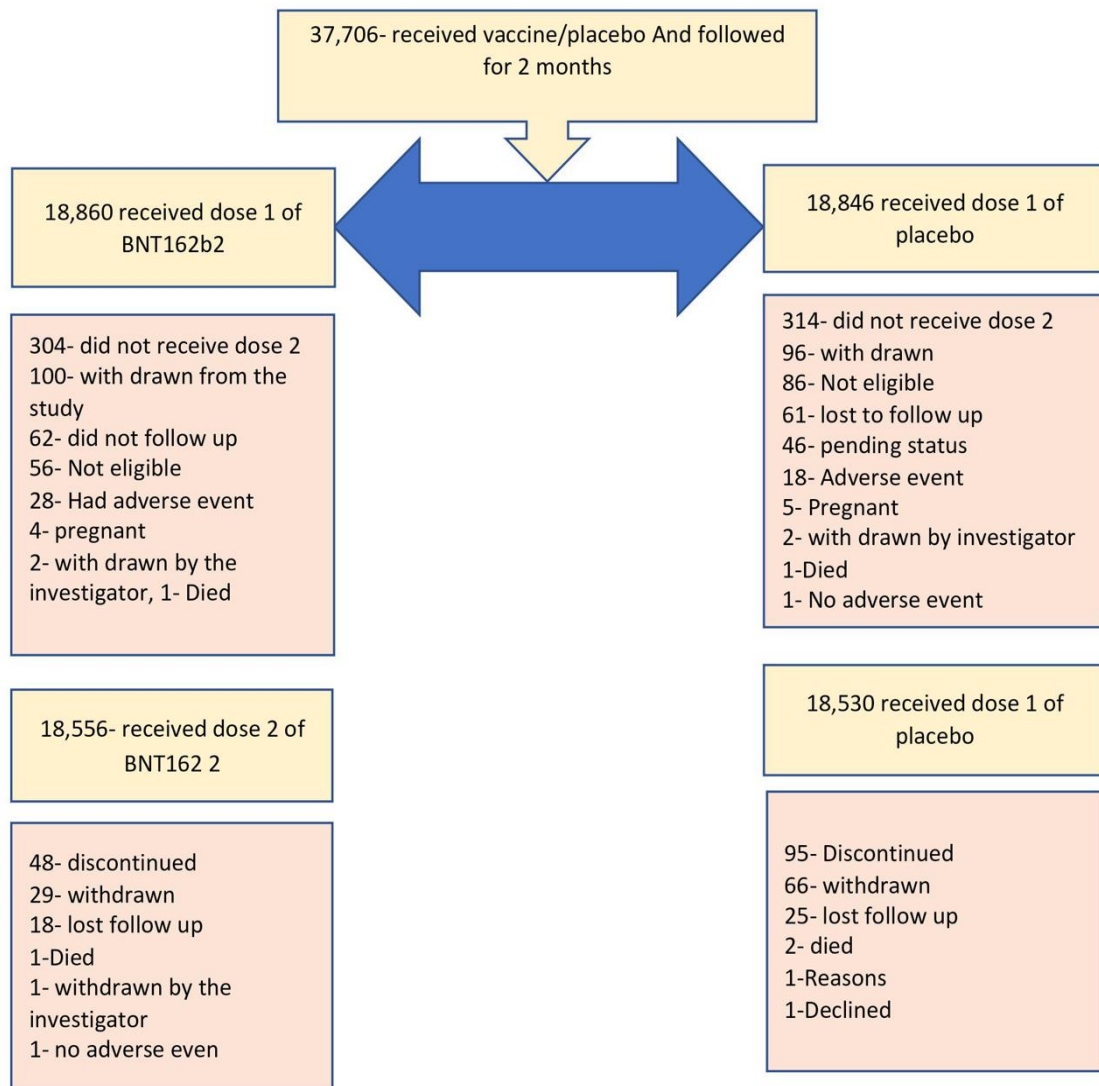 37,706- received vaccine/placebo And followed
for 2 months
18,860 received dose 1 of
BNT162b2
18,846 received dose 1 of
placebo
304- did not receive dose 2
100- with drawn from the
study
62- did not follow up
56- Not eligible
28- Had adverse event
4- pregnant
2- with drawn by the
investigator, 1- Died
314- did not receive dose 2
96- with drawn
86- Not eligible
61- lost to follow up
46- pending status
18- Adverse event
5- Pregnant
2- with drawn by investigator
1-Died
1- No adverse event
18,556- received dose 2 of
BNT162 2
18,530 received dose 1 of
placebo
48- discontinued
29- withdrawn
18- lost follow up
1-Died
1- withdrawn by the
investigator
1- no adverse even
95- Discontinued
66- withdrawn
25- lost follow up
2- died
1-Reasons
1-Declined